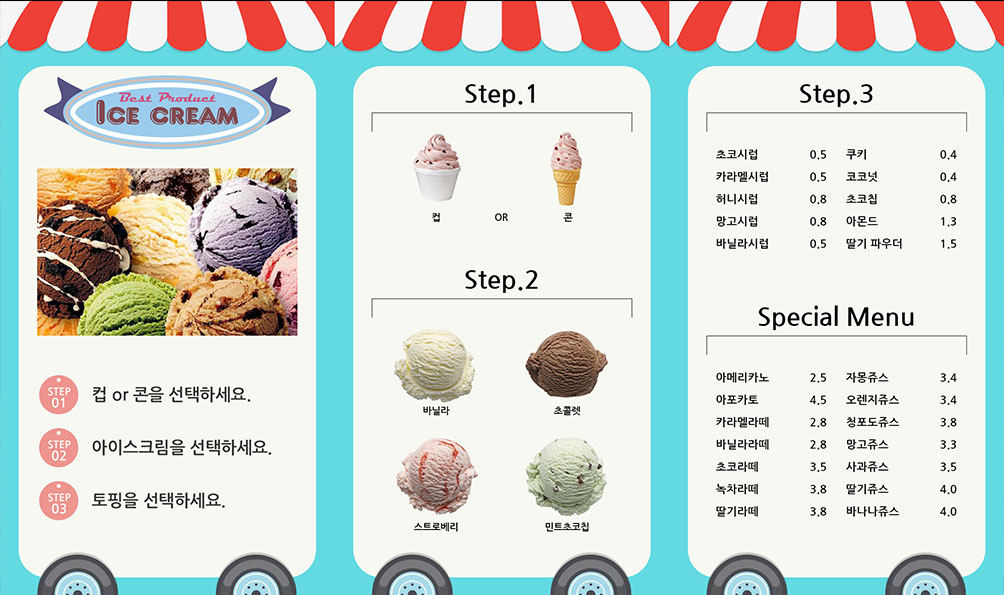 Best Product
ICE CREAM
STEP 01 컵 or 콘을 선택하세요.
STEP 02 아이스크림을 선택하세요.
STEP 03 토핑을 선택하세요.
Step.1
컵 OR 콘
Step.2
바닐라 초콜렛
스트로베리 민트초코칩
Step.3
초코시럽 0.5 쿠키 0.4
카라멜시럽 0.5 코코넛 0.4
허니시럽 0.8 초코칩 0.8
망고시럽 0.8 아몬드 1.3
바닐라시럽 0.5 딸기 파우더 1.5
Special Menu
아메리카노 2.5 자몽쥬스 3.4
아포카토 4.5 오렌지쥬스 3.4
카라멜라떼 2.8 청포도쥬스 3.8
바닐라라떼 2.8 망고쥬스 3.3
초코라떼 3.5 사과쥬스 3.5
녹차라떼 3.8 딸기쥬스 4.0
딸기라떼 3.8 바나나쥬스 4.0